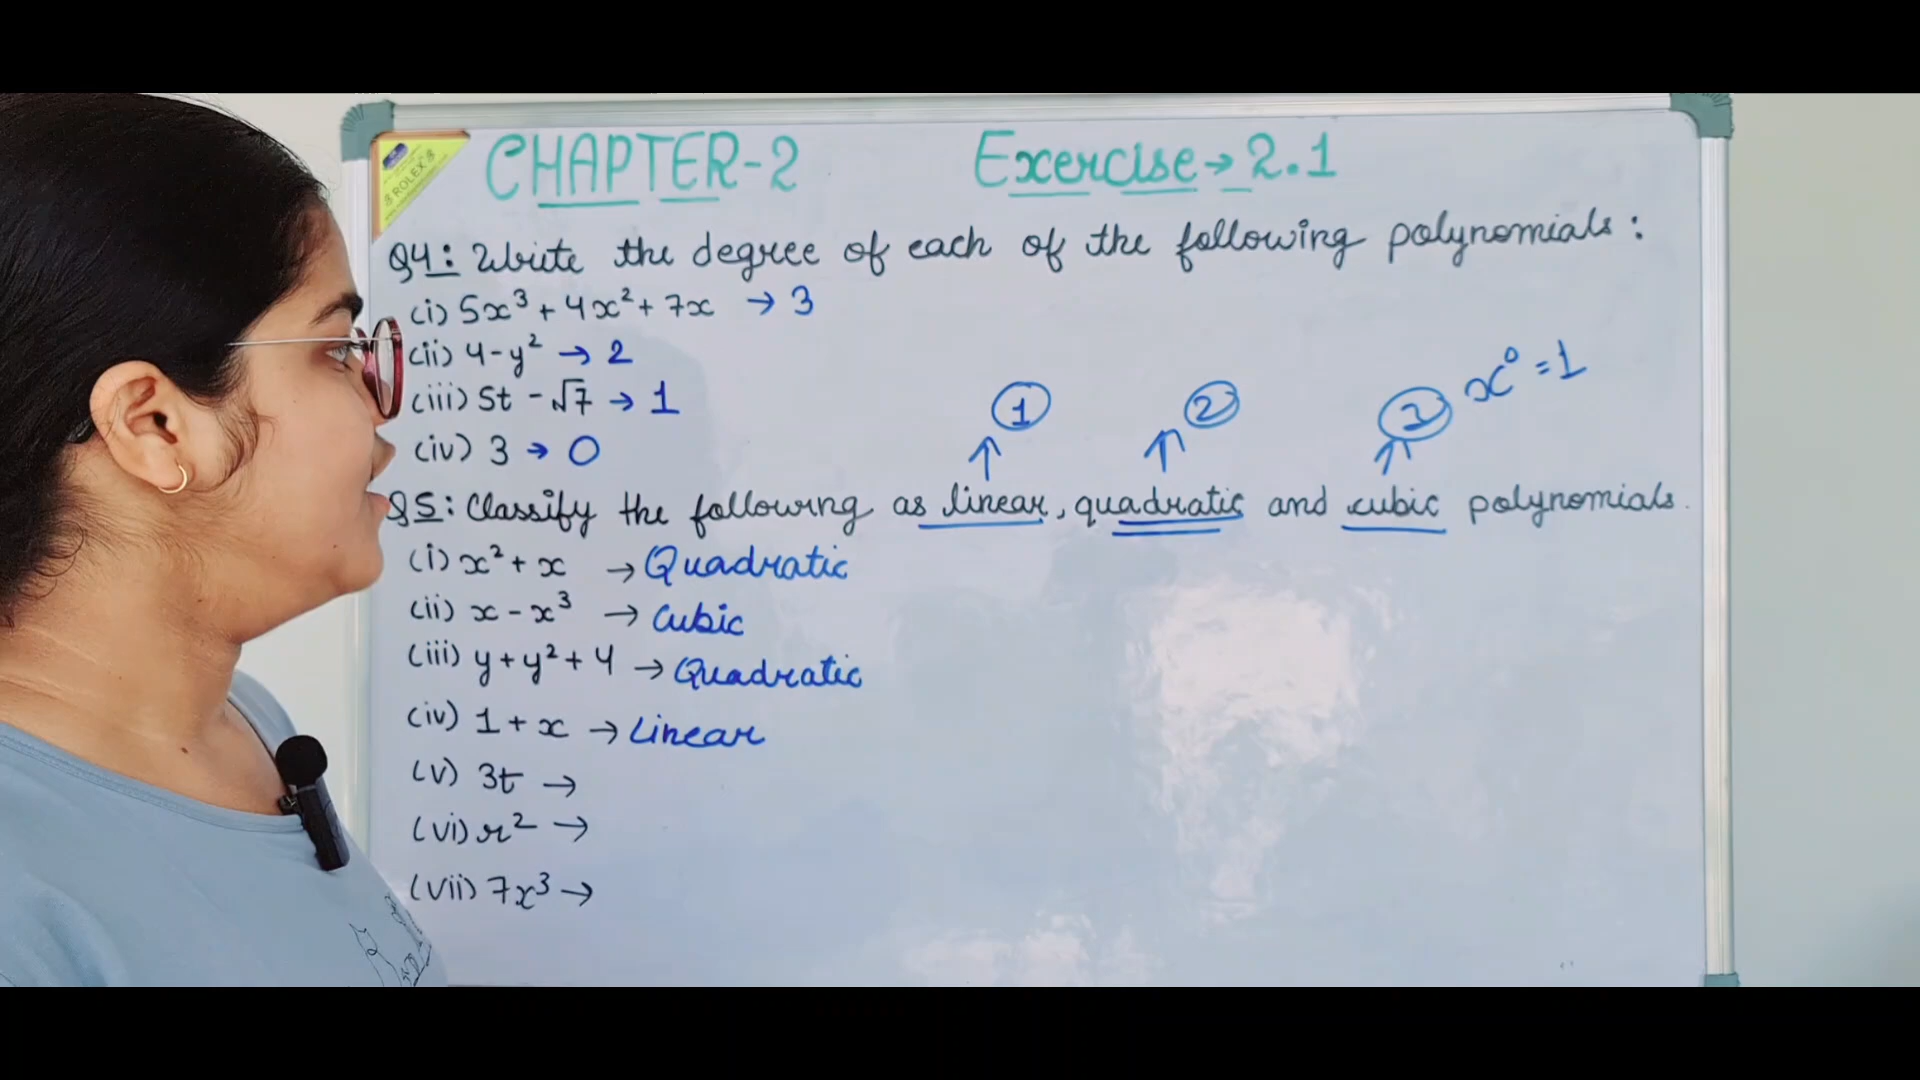 CHAPTER-2 Exercise→2.1
ROLEX
Q4: Write the degree of each of the following polynomials:
(i) 5x³ + 4x² + 7x → 3
(ii) 4 - y² → 2
(iii) 5t - √7 → 1
(iv) 3 → 0
1 2 3 x⁰ = 1
Q5: Classify the following as linear, quadratic and cubic polynomials.
(i) x² + x → Quadratic
(ii) x - x³ → Cubic
(iii) y + y² + 4 → Quadratic
(iv) 1 + x → Linear
(v) 3t →
(vi) r² →
(vii) 7x³ →